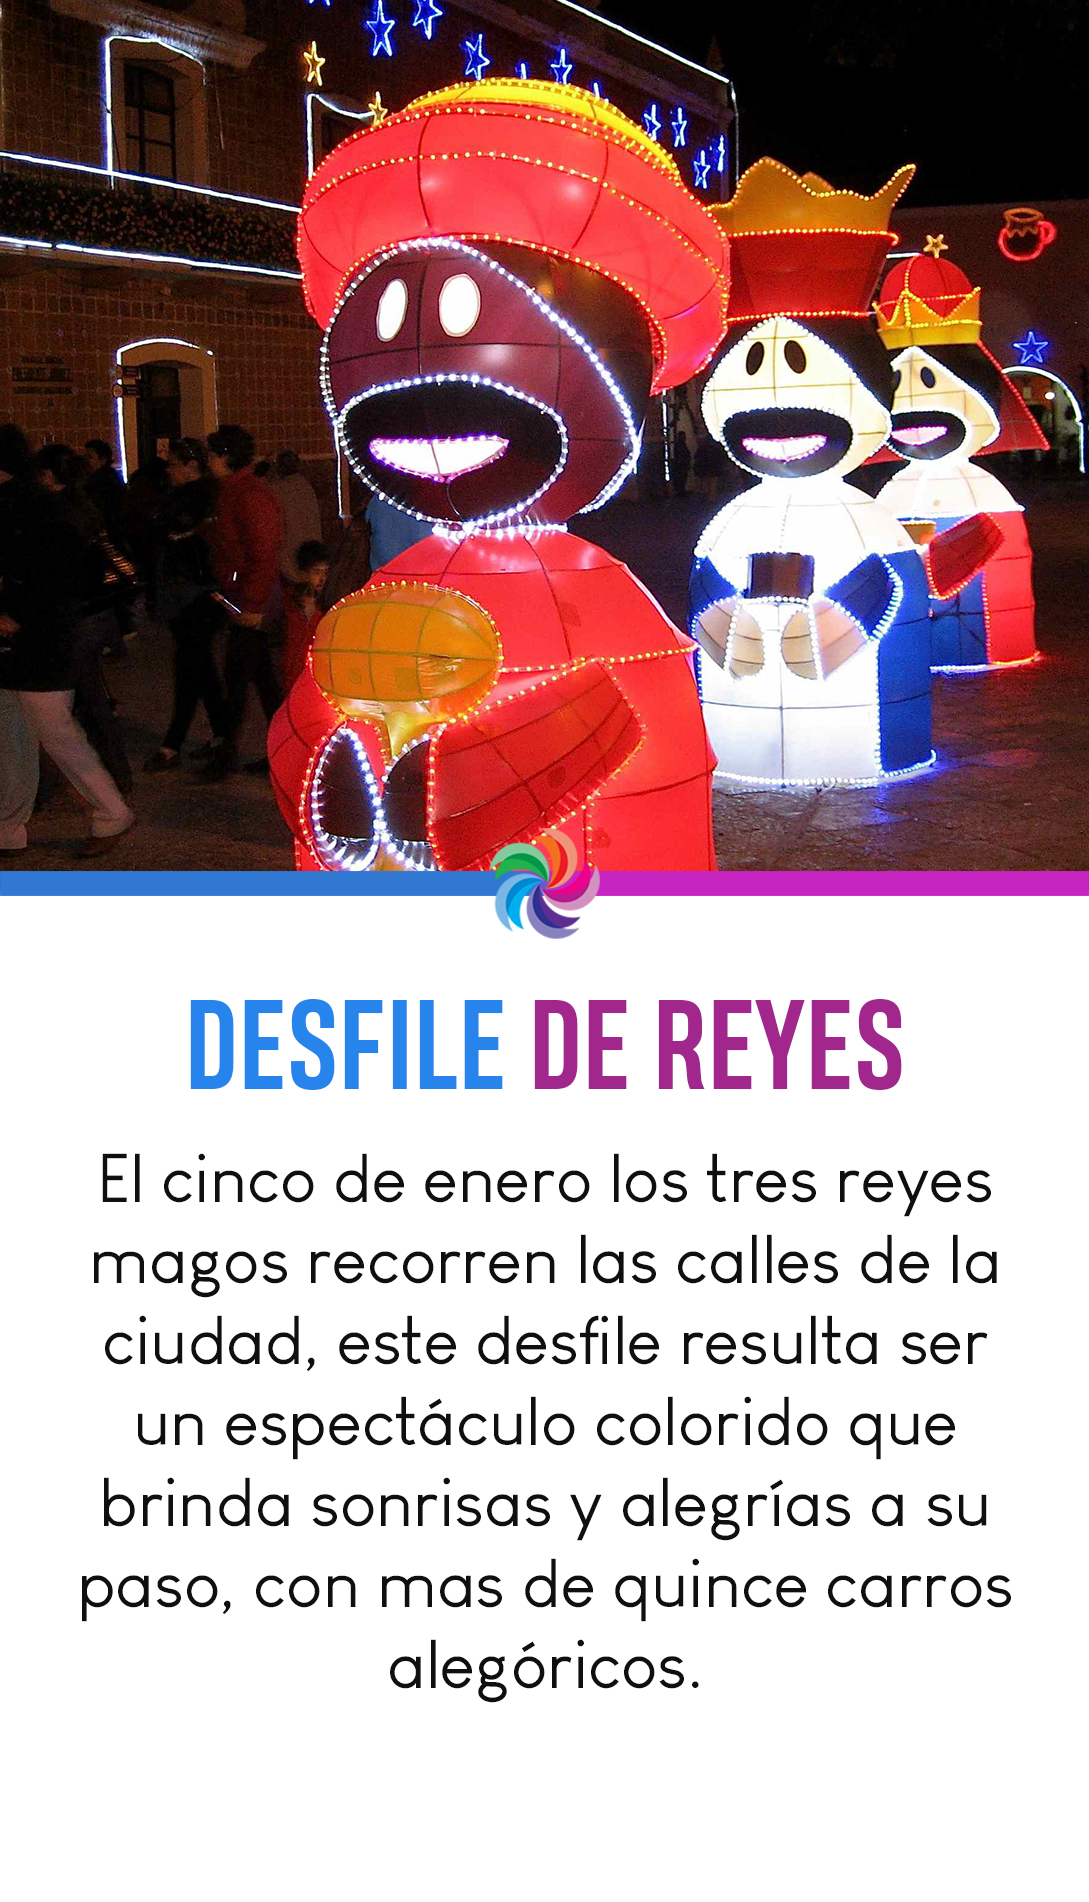 DESFILE DE REYES
El cinco de enero los tres reyes
magos recorren las calles de la
ciudad, este desfile resulta ser
un espectáculo colorido que
brinda sonrisas y alegrías a su
paso, con mas de quince carros
alegóricos.